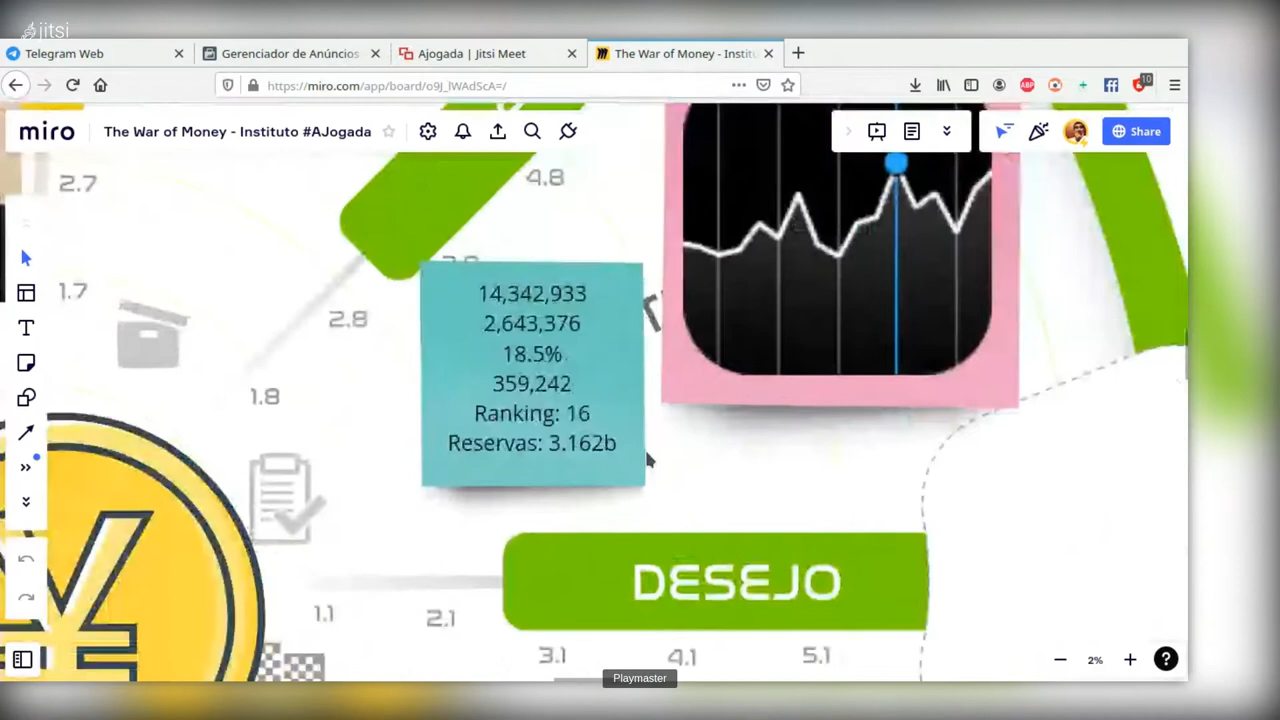 jitsi
Telegram Web
Gerenciador de Anúncios
Ajogada | Jitsi Meet
The War of Money - Institu
https://miro.com/app/board/o9J_lWAdScA=/
ABP
10
miro
The War of Money - Instituto #AJogada
Share
2.7
4.8
1.7
2.8
1.8
14,342,933
2,643,376
18.5%
359,242
Ranking: 16
Reservas: 3.162b
DESEJO
1.1
2.1
3.1
4.1
5.1
2%
Playmaster